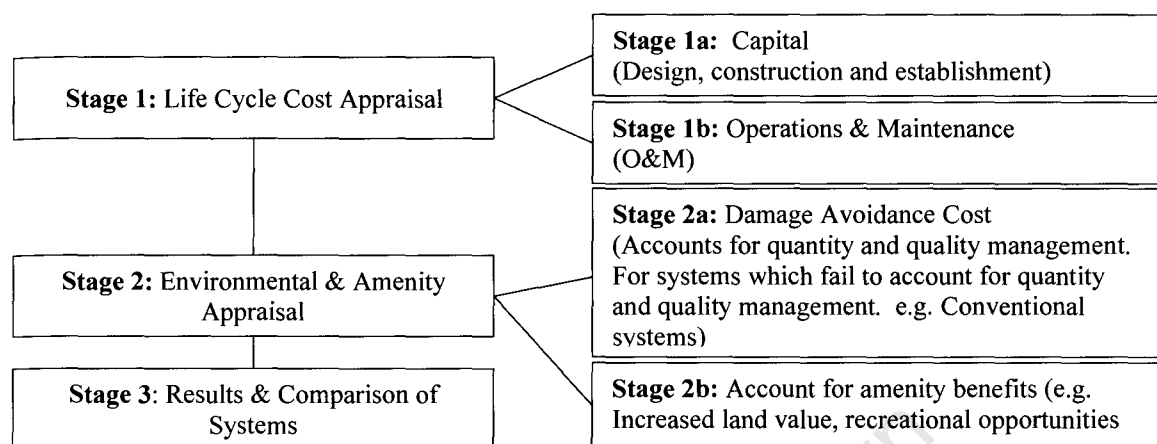 Stage 1: Life Cycle Cost Appraisal
Stage 1a: Capital
(Design, construction and establishment)
Stage 1b: Operations & Maintenance
(O&M)
Stage 2: Environmental & Amenity
Appraisal
Stage 2a: Damage Avoidance Cost
(Accounts for quantity and quality management.
For systems which fail to account for quantity
and quality management. e.g. Conventional
systems)
Stage 2b: Account for amenity benefits (e.g.
Increased land value, recreational opportunities
Stage 3: Results & Comparison of
Systems